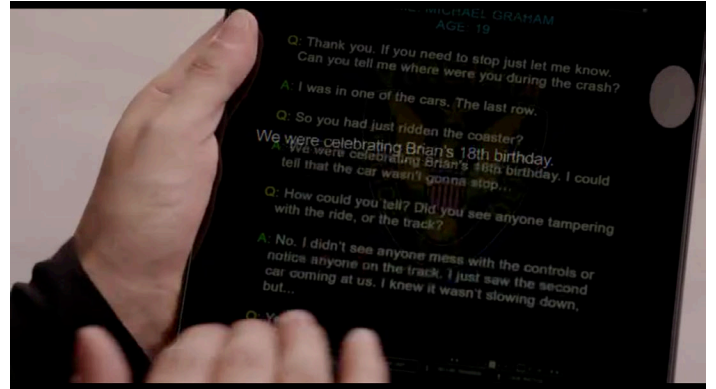 MICHAEL GRAHAM
AGE: 19
Q: Thank you. If you need to stop just let me know.
Can you tell me where were you during the crash?
A: I was in one of the cars. The last row.
Q: So you had just ridden the coaster?
We were celebrating Brian's 18th birthday.
A: We were celebrating Brian's 18th birthday. I could
tell that the car wasn't gonna stop...
Q: How could you tell? Did you see anyone tampering
with the ride, or the track?
A: No. I didn't see anyone mess with the controls or
notice anyone on the track. I just saw the second
car coming at us. I knew it wasn't slowing down,
but...
Q: